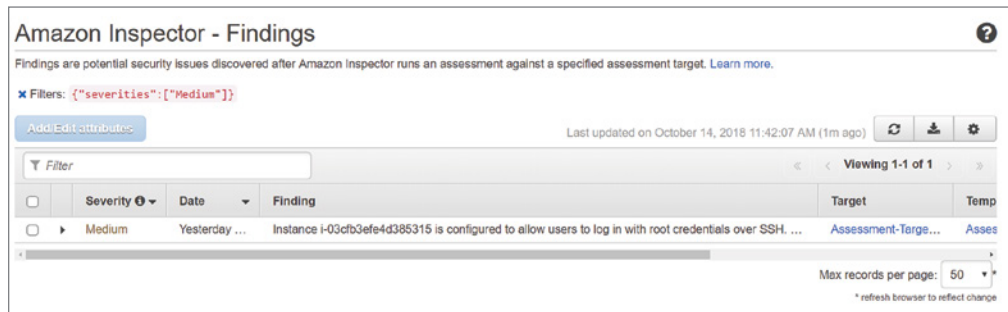 Amazon Inspector - Findings
Findings are potential security issues discovered after Amazon Inspector runs an assessment against a specified assessment target. Learn more.
Filters: {"severities":["Medium"]}
Add/Edit attributes
Last updated on October 14, 2018 11:42:07 AM (1m ago)
Filter
Viewing 1-1 of 1
Severity Date Finding Target Temp
Medium Yesterday ... Instance i-03cfb3efe4d385315 is configured to allow users to log in with root credentials over SSH. ... Assessment-Targe... Asses
Max records per page: 50 *
* refresh browser to reflect change